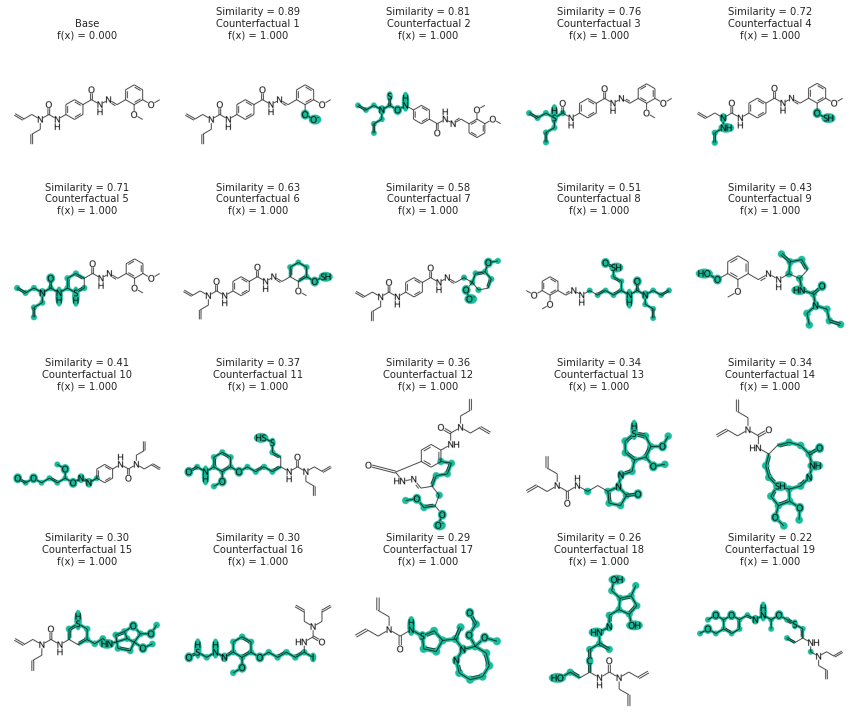 Base
f(x) = 0.000
Similarity = 0.89
Counterfactual 1
f(x) = 1.000
Similarity = 0.81
Counterfactual 2
f(x) = 1.000
Similarity = 0.76
Counterfactual 3
f(x) = 1.000
Similarity = 0.72
Counterfactual 4
f(x) = 1.000
Similarity = 0.71
Counterfactual 5
f(x) = 1.000
Similarity = 0.63
Counterfactual 6
f(x) = 1.000
Similarity = 0.58
Counterfactual 7
f(x) = 1.000
Similarity = 0.51
Counterfactual 8
f(x) = 1.000
Similarity = 0.43
Counterfactual 9
f(x) = 1.000
Similarity = 0.41
Counterfactual 10
f(x) = 1.000
Similarity = 0.37
Counterfactual 11
f(x) = 1.000
Similarity = 0.36
Counterfactual 12
f(x) = 1.000
Similarity = 0.34
Counterfactual 13
f(x) = 1.000
Similarity = 0.34
Counterfactual 14
f(x) = 1.000
Similarity = 0.30
Counterfactual 15
f(x) = 1.000
Similarity = 0.30
Counterfactual 16
f(x) = 1.000
Similarity = 0.29
Counterfactual 17
f(x) = 1.000
Similarity = 0.26
Counterfactual 18
f(x) = 1.000
Similarity = 0.22
Counterfactual 19
f(x) = 1.000